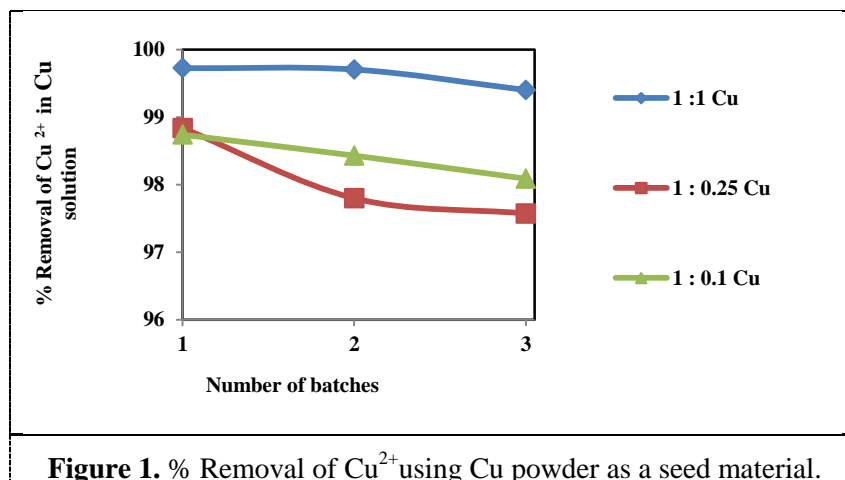 100
99
98
97
96
1
2
3
% Removal of Cu 2+ in Cu
solution
Number of batches
1 :1 Cu
1 : 0.25 Cu
1 : 0.1 Cu
Figure 1. % Removal of Cu2+using Cu powder as a seed material.